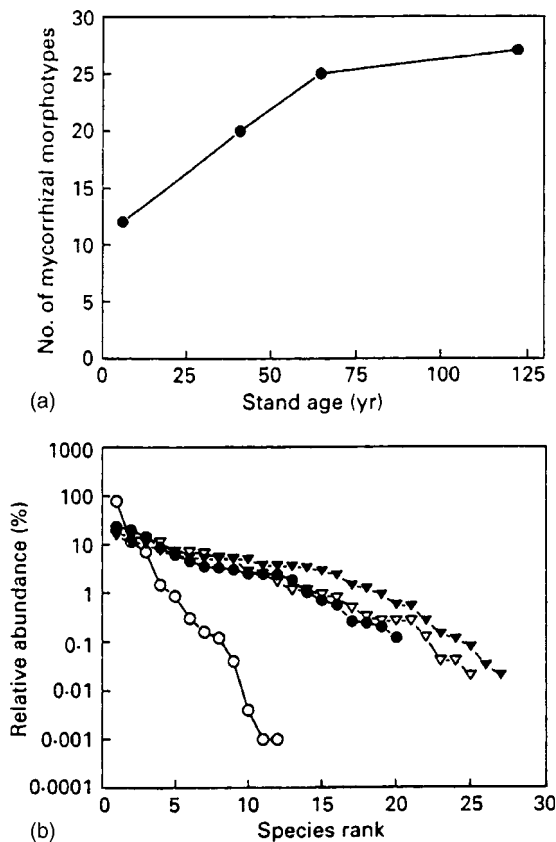 30
25
20
15
10
5
0
No. of mycorrhizal morphotypes
0 25 50 75 100 125
(a) Stand age (yr)
1000
100
10
1
0·1
0·01
0·001
0·0001
Relative abundance (%)
0 5 10 15 20 25 30
(b) Species rank